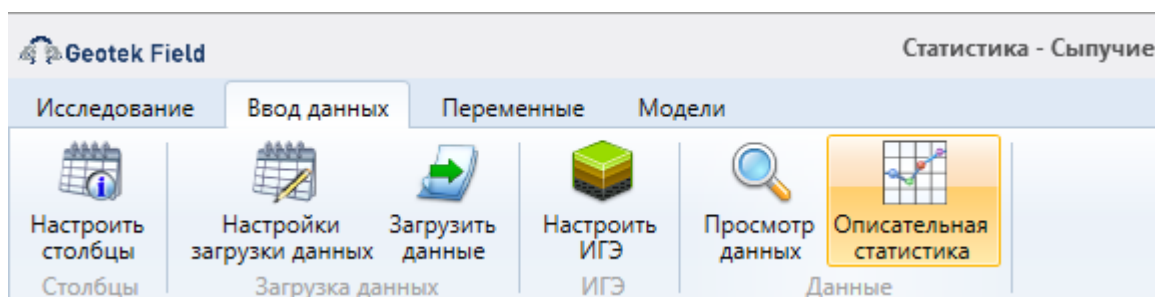 Geotek Field
Статистика - Сыпучие
Исследование Ввод данных Переменные Модели
Настроить столбцы
Настройки загрузки данных
Загрузить данные
Настроить ИГЭ
Просмотр данных
Описательная статистика
Столбцы Загрузка данных ИГЭ Данные